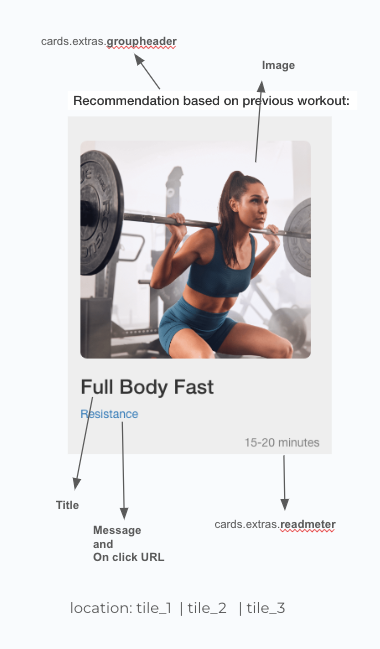 cards.extras.groupheader
Image
Recommendation based on previous workout:
Full Body Fast
Resistance
15-20 minutes
Title
cards.extras.readmeter
Message
and
On click URL
location: tile_1 | tile_2 | tile_3